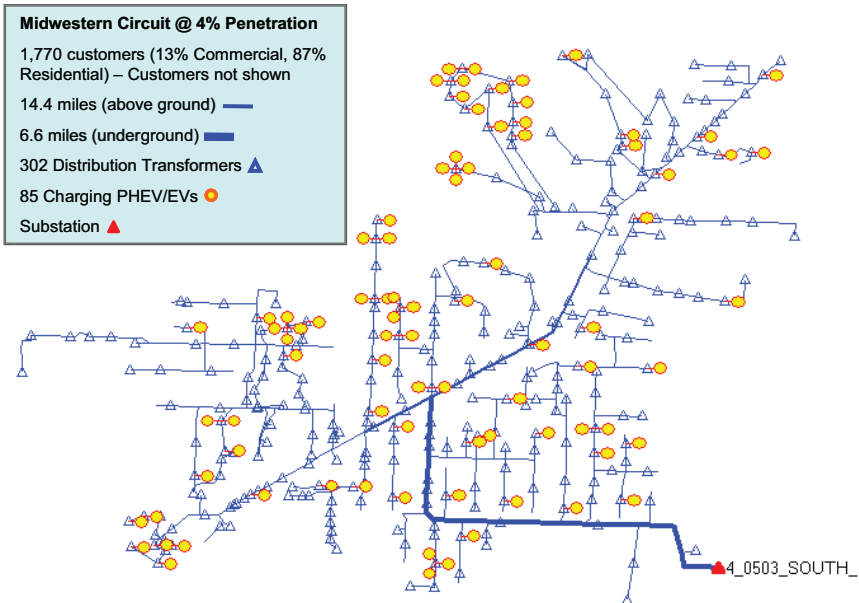 Midwestern Circuit @ 4% Penetration
1,770 customers (13% Commercial, 87%
Residential) – Customers not shown
14.4 miles (above ground)
6.6 miles (underground)
302 Distribution Transformers
85 Charging PHEV/EVs
Substation
4_0503_SOUTH_